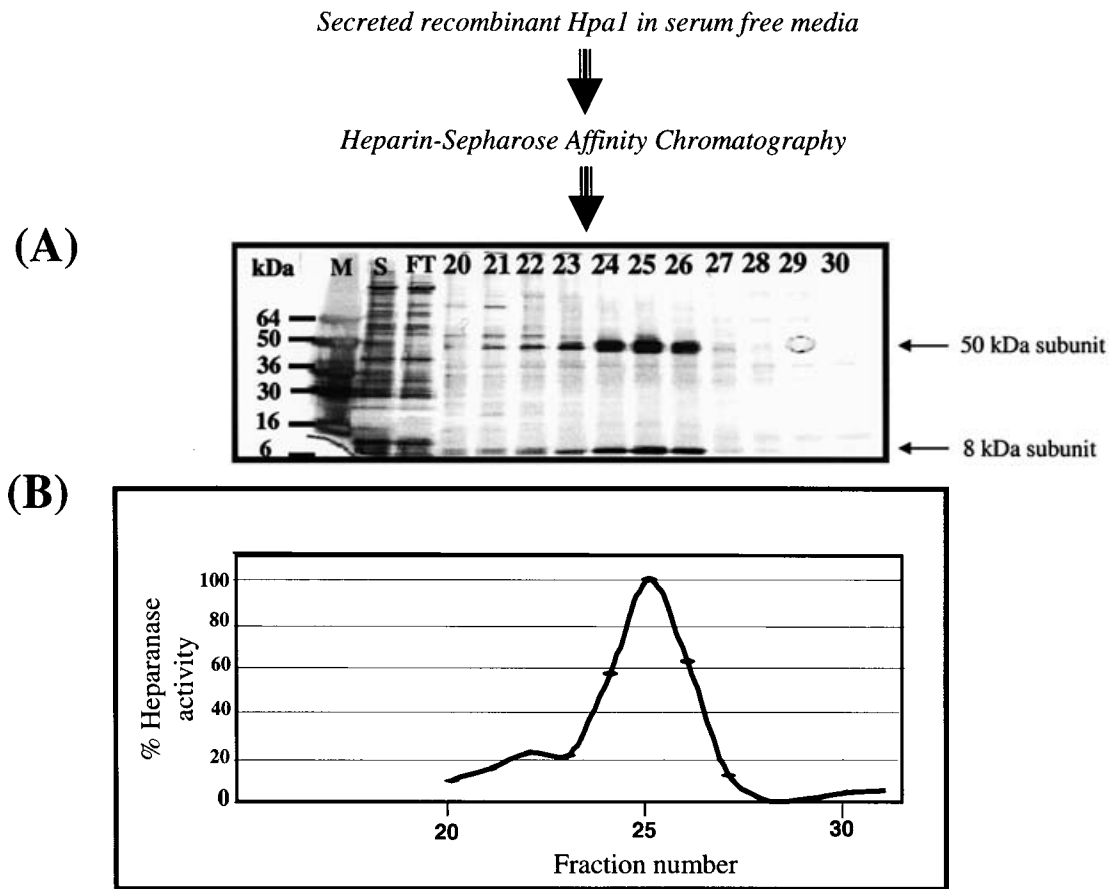 Secreted recombinant Hpa1 in serum free media
Heparin-Sepharose Affinity Chromatography
(A)
kDa M S FT 20 21 22 23 24 25 26 27 28 29 30
64
50
36
30
16
6
50 kDa subunit
8 kDa subunit
(B)
% Heparanase
activity
100
80
60
40
20
0
20 25 30
Fraction number